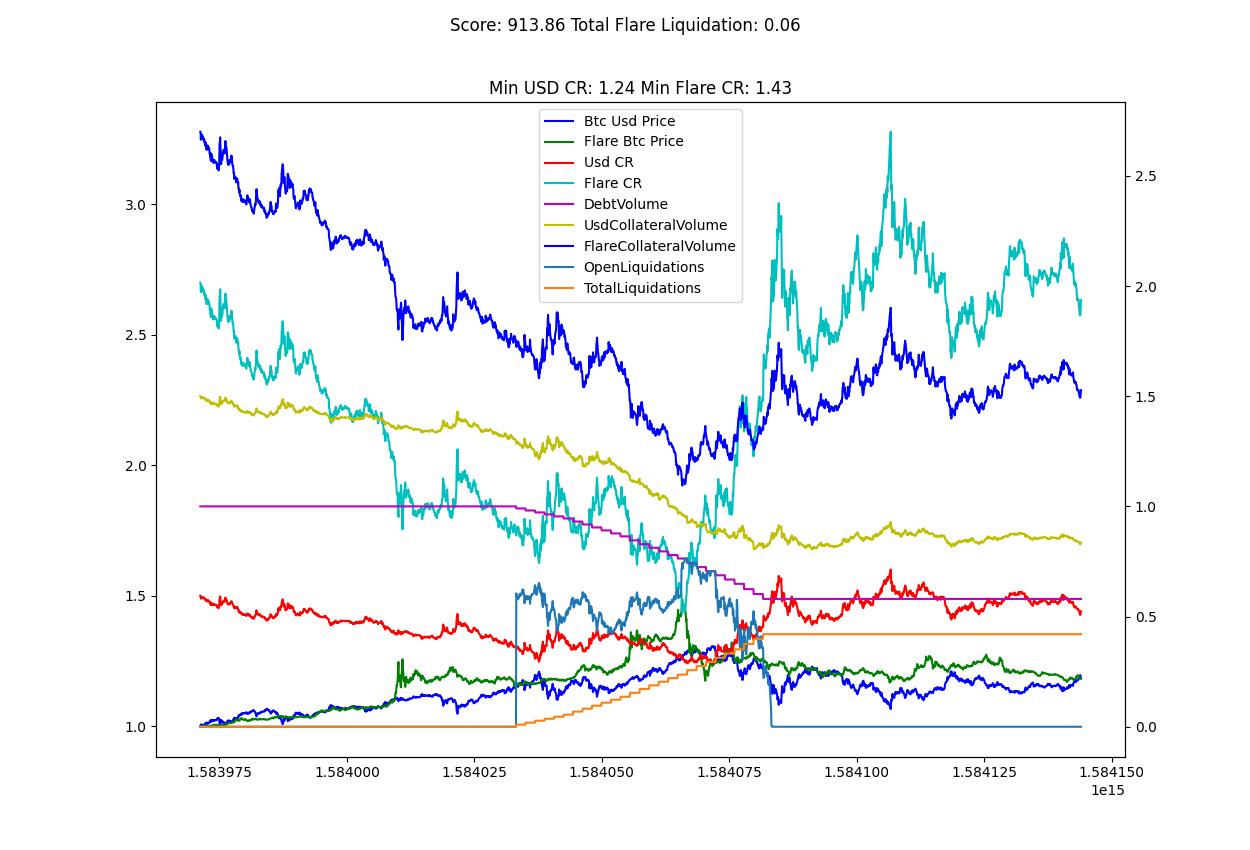 Score: 913.86 Total Flare Liquidation: 0.06
Min USD CR: 1.24 Min Flare CR: 1.43
Btc Usd Price
Flare Btc Price
Usd CR
Flare CR
DebtVolume
UsdCollateralVolume
FlareCollateralVolume
OpenLiquidations
TotalLiquidations
3.0
2.5
2.0
1.5
1.0
2.5
2.0
1.5
1.0
0.5
0.0
1.583975 1.584000 1.584025 1.584050 1.584075 1.584100 1.584125 1.584150
1e15